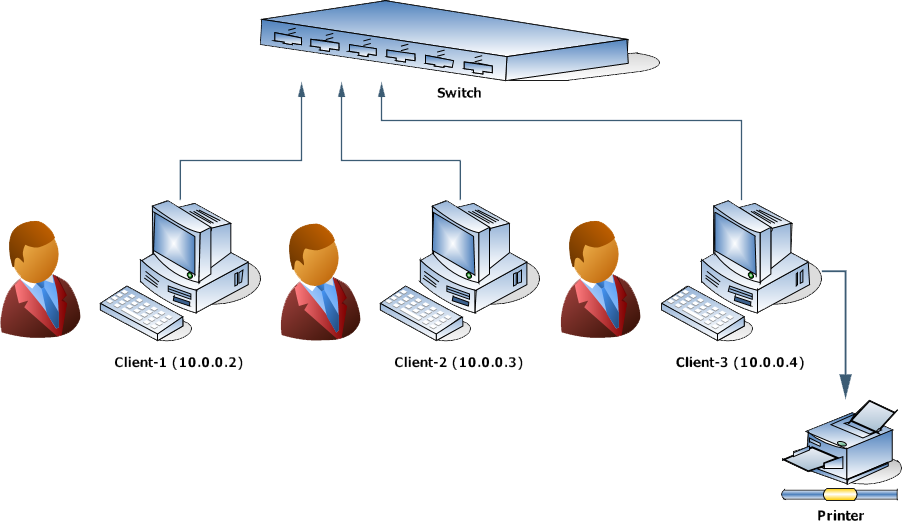 Switch
Client-1 (10.0.0.2)
Client-2 (10.0.0.3)
Client-3 (10.0.0.4)
Printer